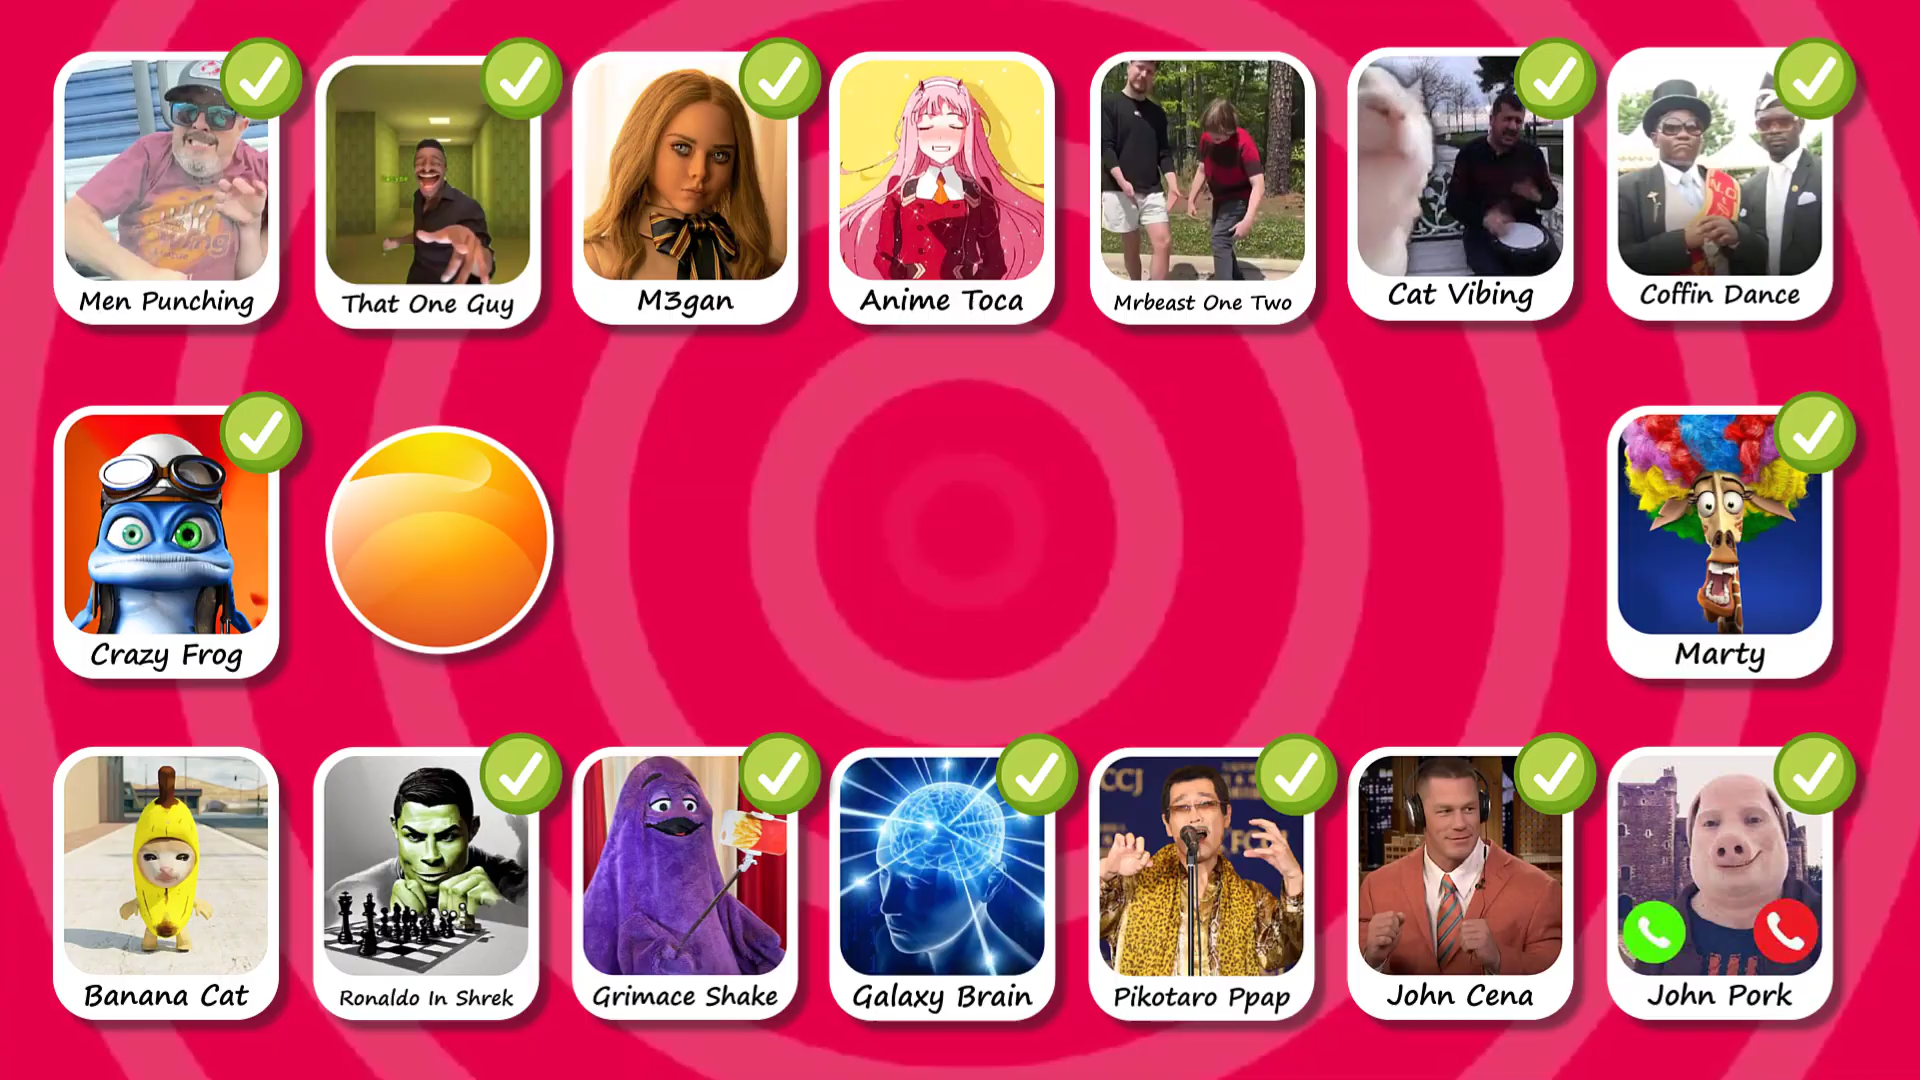 Men Punching
That One Guy
M3gan
Anime Toca
Mrbeast One Two
Cat Vibing
Coffin Dance
Crazy Frog
Marty
Banana Cat
Ronaldo In Shrek
Grimace Shake
Galaxy Brain
Pikotaro Ppap
John Cena
John Pork